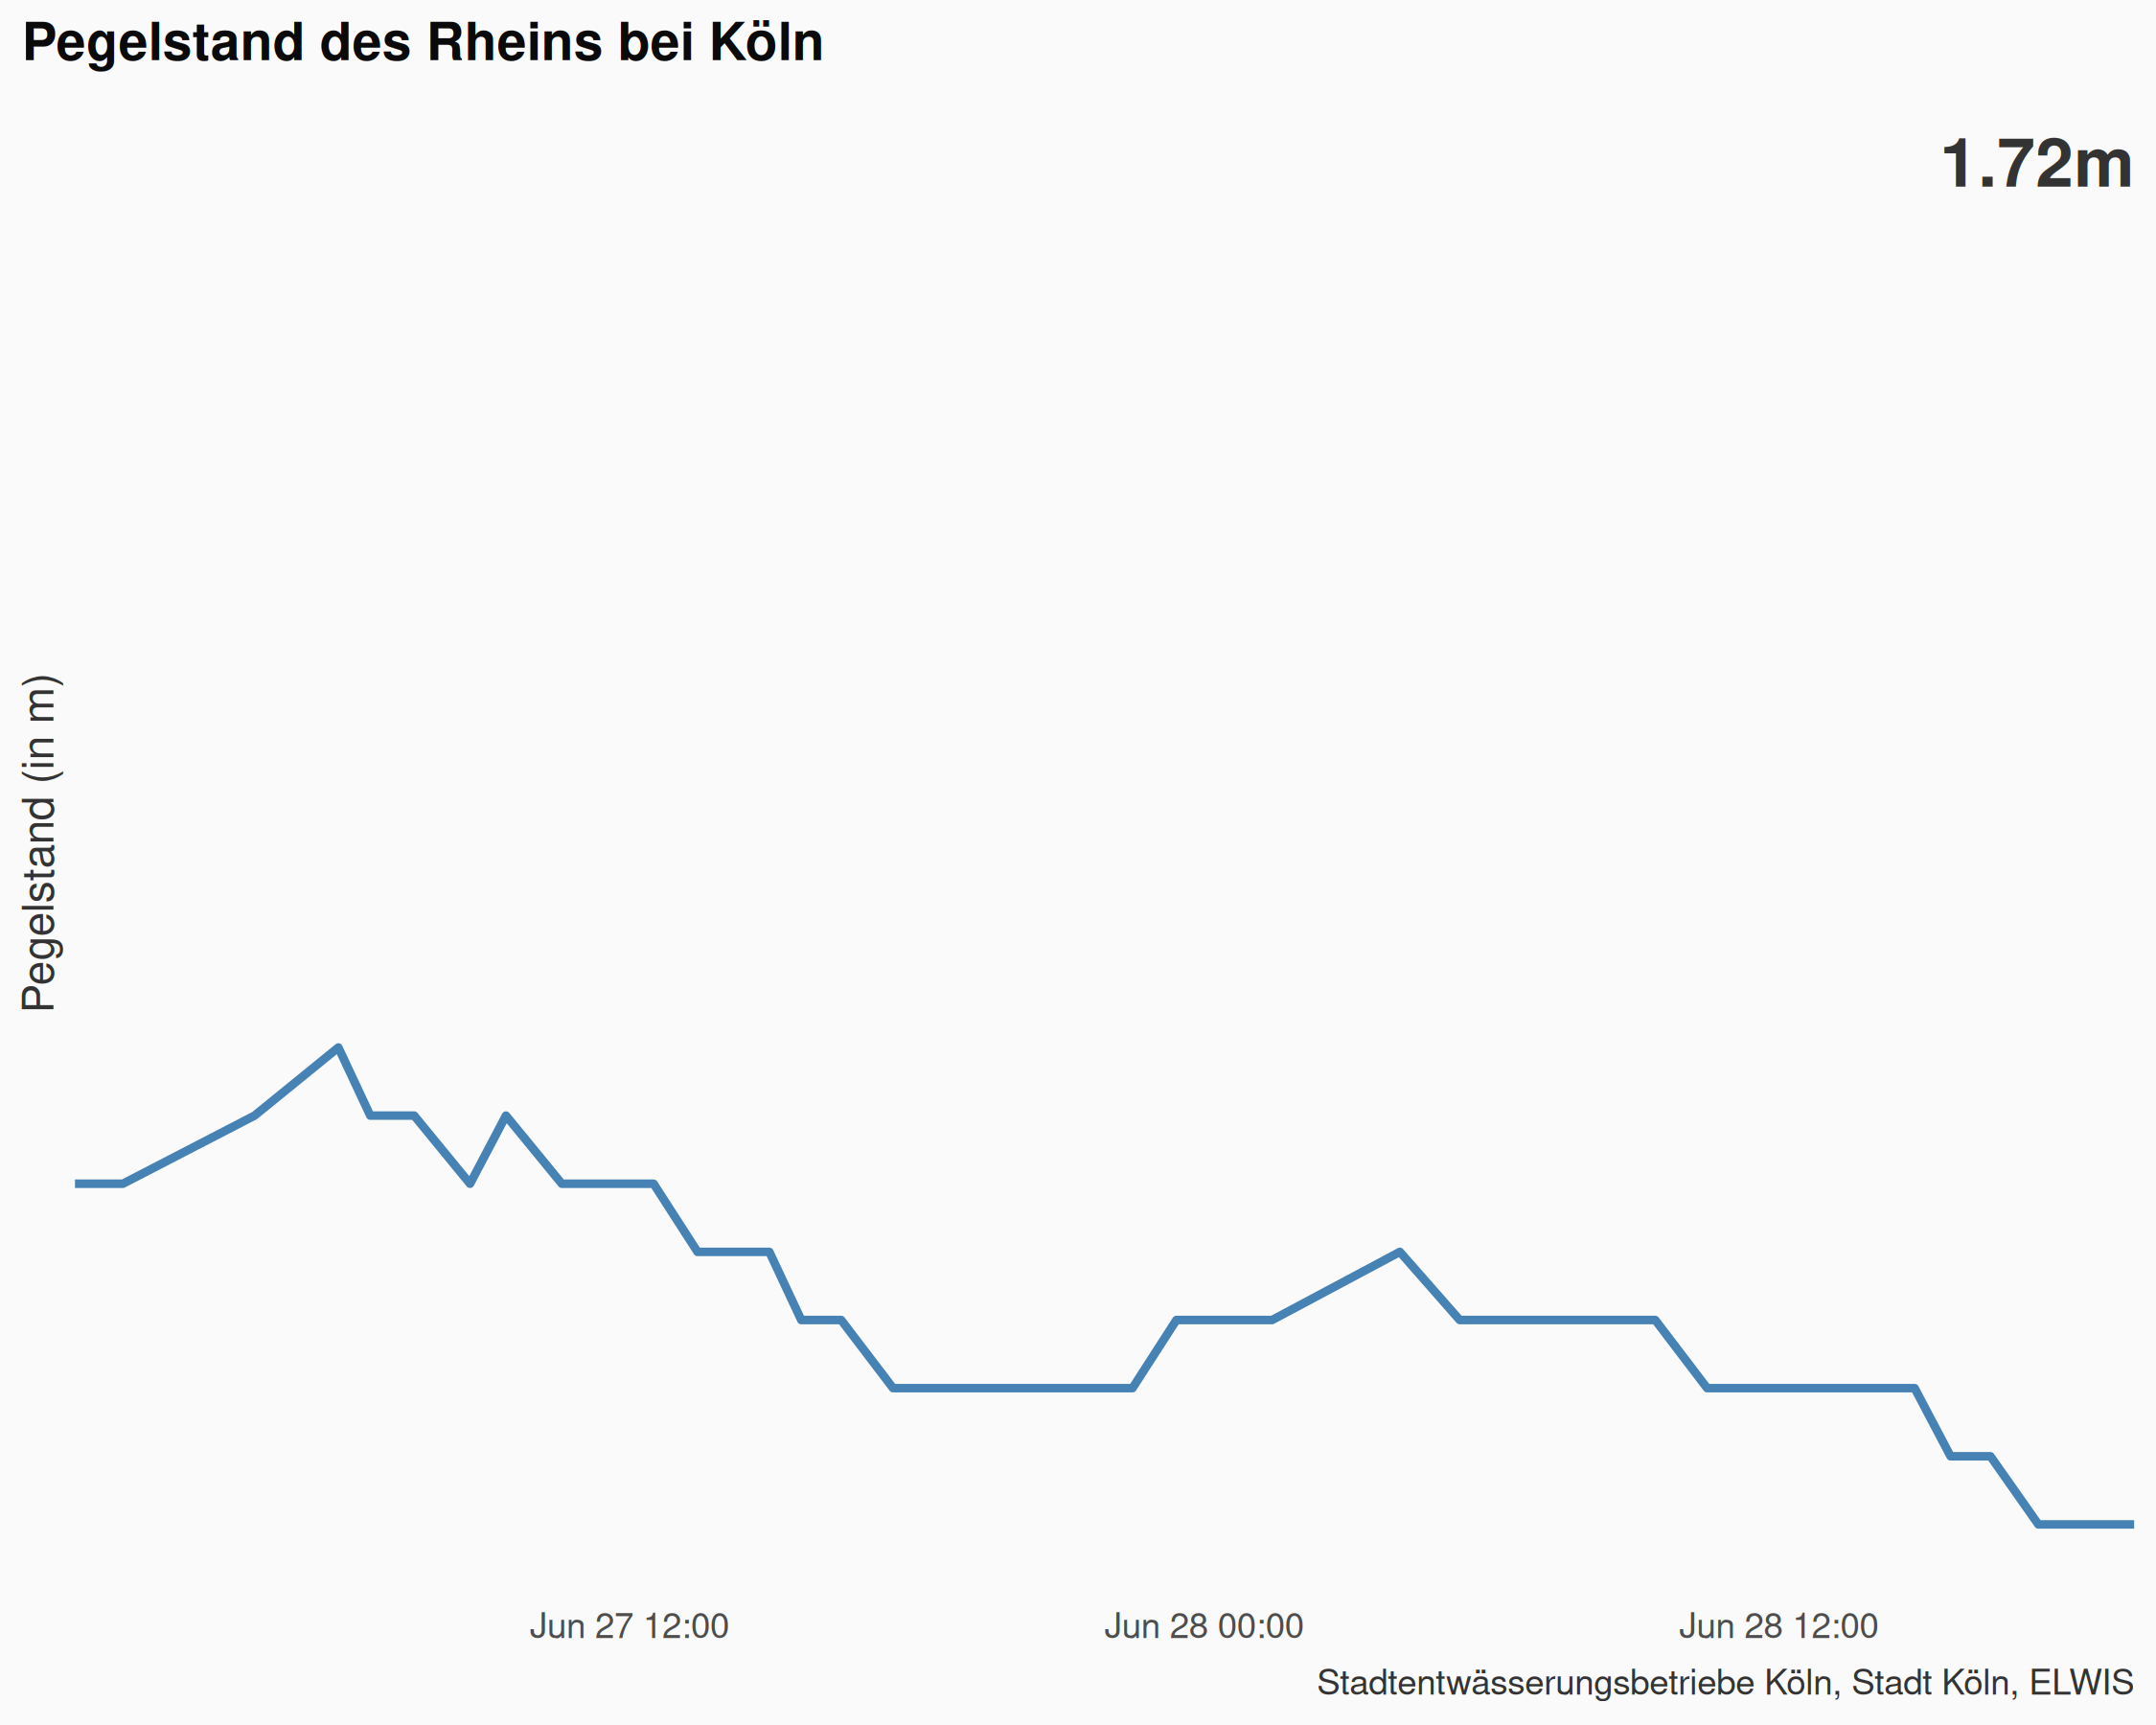 Pegelstand des Rheins bei Köln
1.72m
Pegelstand (in m)
Jun 27 12:00
Jun 28 00:00
Jun 28 12:00
Stadtentwässerungsbetriebe Köln, Stadt Köln, ELWIS